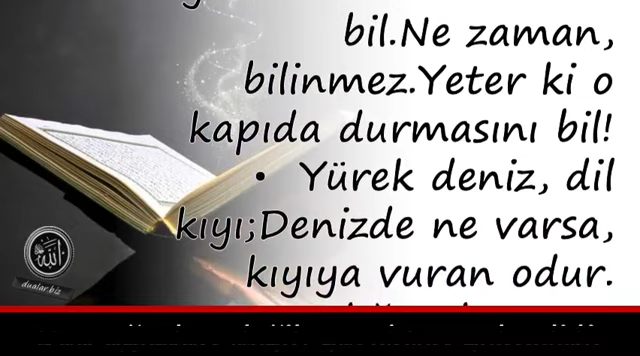 bil.Ne zaman,
bilinmez.Yeter ki o
kapıda durmasını bil!
• Yürek deniz, dil
kıyı;Denizde ne varsa,
kıyıya vuran odur.
الله
dualar.biz